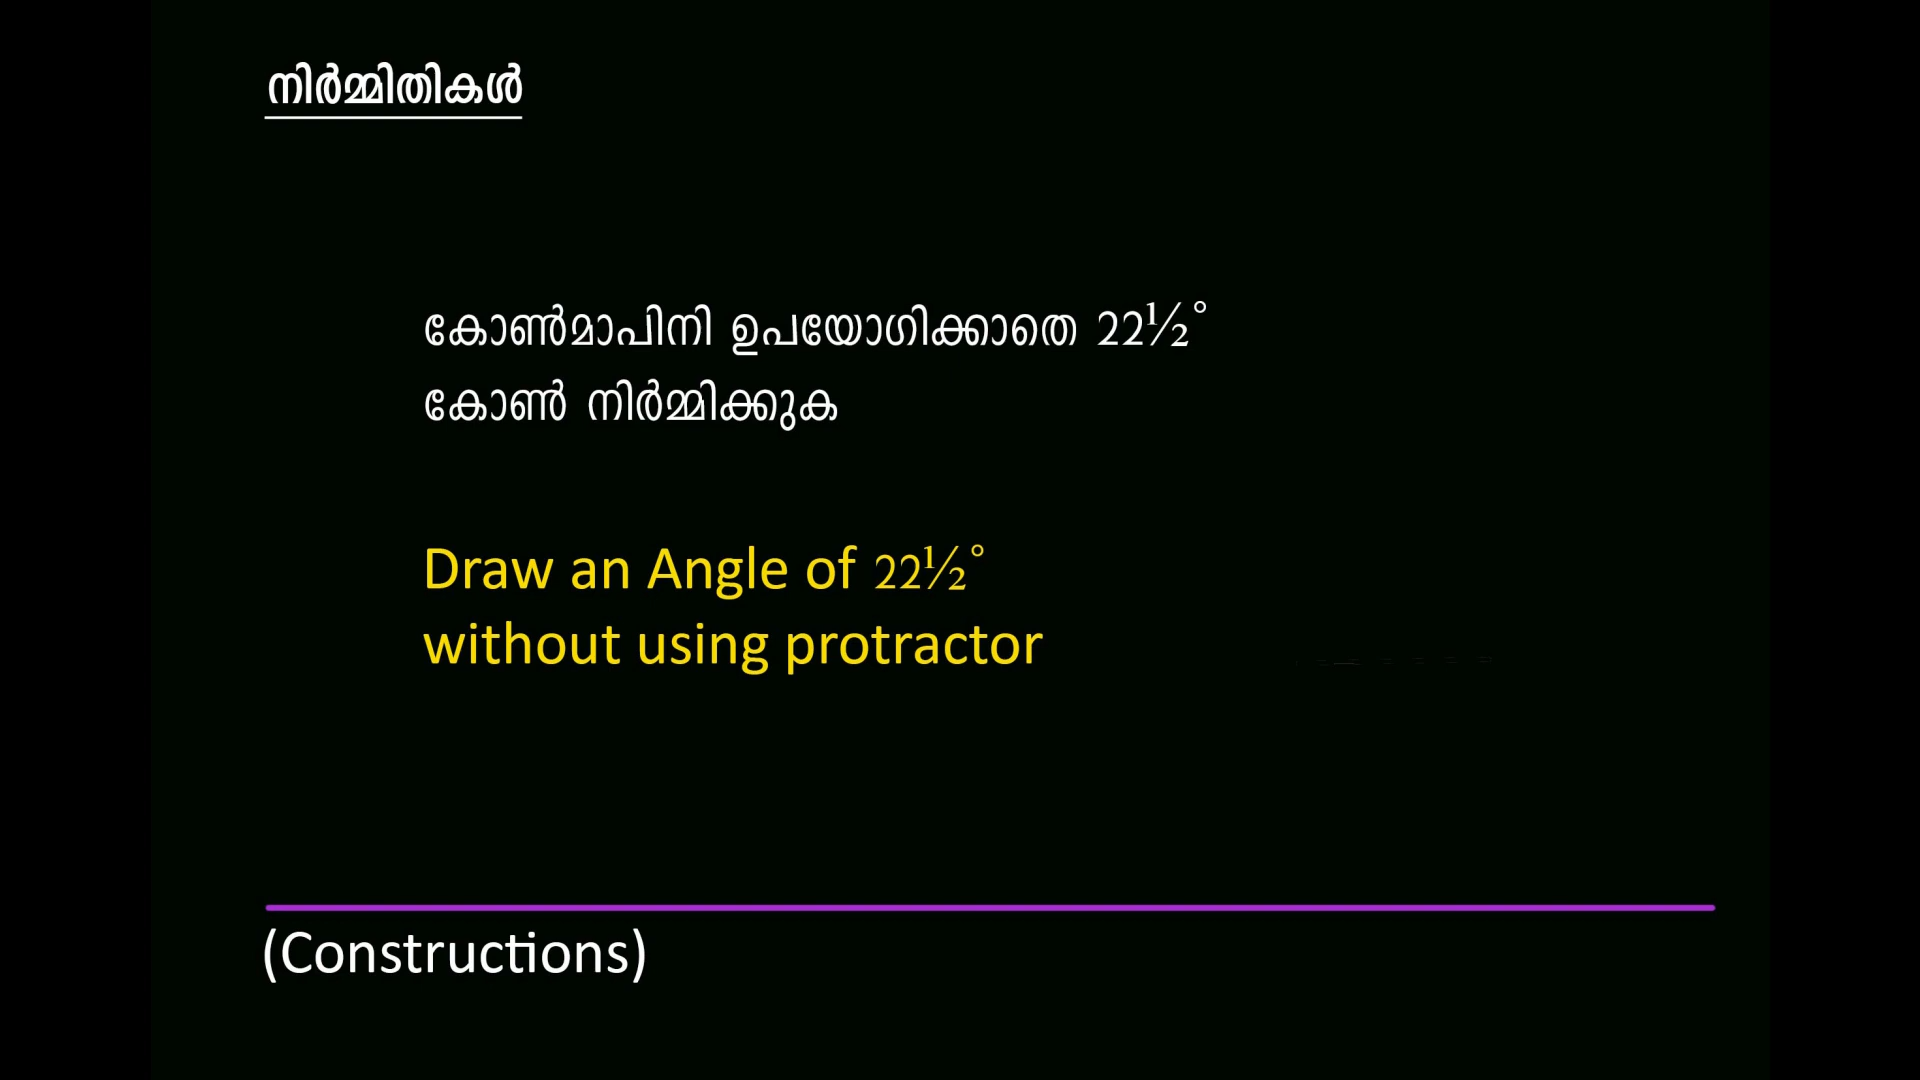 നിർമ്മിതികൾ
കോൺമാപിനി ഉപയോഗിക്കാതെ 22½°
കോൺ നിർമ്മിക്കുക
Draw an Angle of 22½°
without using protractor
(Constructions)